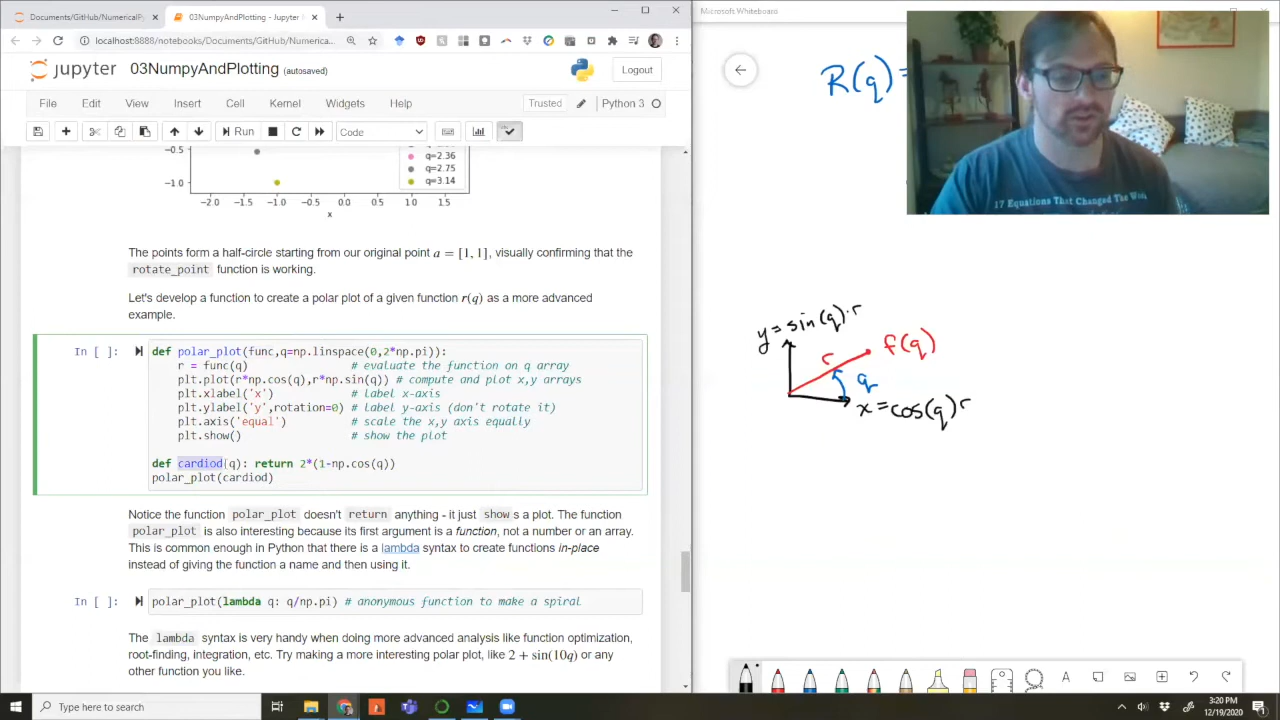 Documents/GitHub/NumericalPy
03NumpyAndPlotting - Jupyter
localhost:8888/notebooks/Documents/GitHub/Numerica...
jupyter 03NumpyAndPlotting (autosaved)
Logout
File Edit View Insert Cell Kernel Widgets Help
Trusted
Python 3
Run
Code
−0.5
−1.0
−2.0 −1.5 −1.0 −0.5 0.0 0.5 1.0 1.5
x
q=2.36
q=2.75
q=3.14
The points form a half-circle starting from our original point a = [1, 1], visually confirming that the
rotate_point function is working.
Let's develop a function to create a polar plot of a given function r(q) as a more advanced
example.
In [ ]:
def polar_plot(func,q=np.linspace(0,2*np.pi)):
r = func(q) # evaluate the function on q array
plt.plot(r*np.cos(q),r*np.sin(q)) # compute and plot x,y arrays
plt.xlabel('x') # label x-axis
plt.ylabel('y',rotation=0) # label y-axis (don't rotate it)
plt.axis('equal') # scale the x,y axis equally
plt.show() # show the plot
def cardiod(q): return 2*(1-np.cos(q))
polar_plot(cardiod)
Notice the function polar_plot doesn't return anything - it just show s a plot. The function
polar_plot is also interesting because its first argument is a function, not a number or an array.
This is common enough in Python that there is a lambda syntax to create functions in-place
instead of giving the function a name and then using it.
In [ ]:
polar_plot(lambda q: q/np.pi) # anonymous function to make a spiral
The lambda syntax is very handy when doing more advanced analysis like function optimization,
root-finding, integration, etc. Try making a more interesting polar plot, like 2 + sin(10q) or any
other function you like.
Microsoft Whiteboard
R(q)=
17 Equations That Changed The
y=sin(q)·r
r
f(q)
q
x=cos(q)r
Type here to search
3:20 PM
12/19/2020